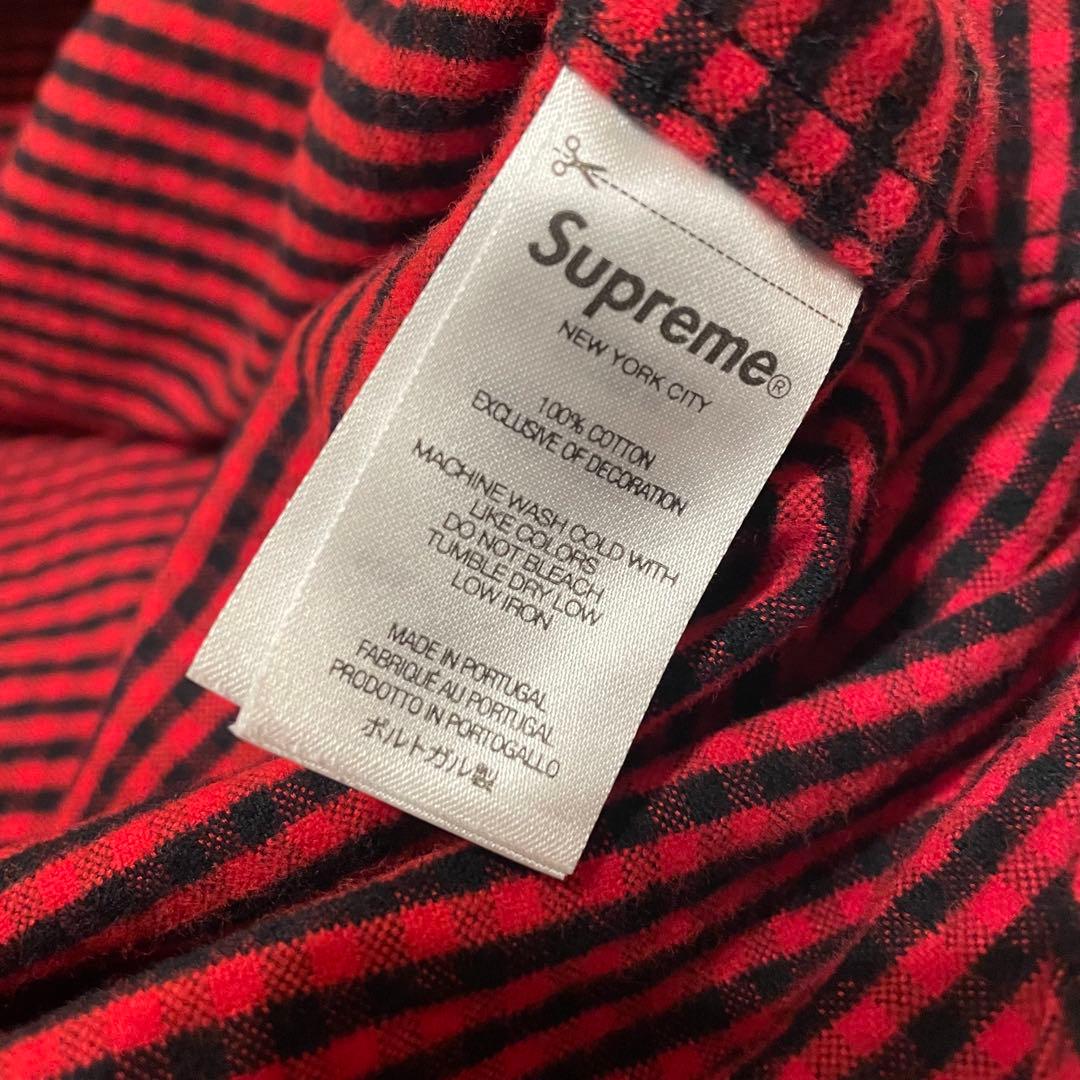 Supreme®
NEW YORK CITY
100% COTTON
EXCLUSIVE OF DECORATION
MACHINE WASH COLD WITH
LIKE COLORS
DO NOT BLEACH
TUMBLE DRY LOW
LOW IRON
MADE IN PORTUGAL
FABRIQUÉ AU PORTUGAL
PRODOTTO IN PORTOGALLO
ポルトガル製